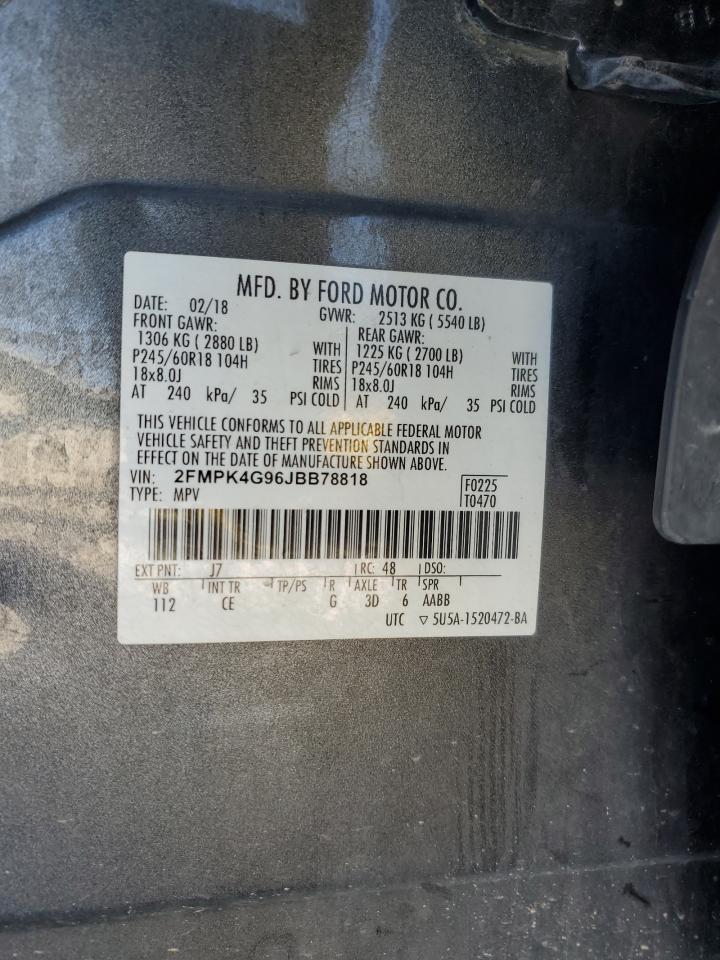 MFD. BY FORD MOTOR CO.
DATE: 02/18 GVWR: 2513 KG ( 5540 LB)
FRONT GAWR: REAR GAWR:
1306 KG ( 2880 LB) WITH 1225 KG ( 2700 LB) WITH
P245/60R18 104H TIRES P245/60R18 104H TIRES
18x8.0J RIMS 18x8.0J RIMS
AT 240 kPa/ 35 PSI COLD AT 240 kPa/ 35 PSI COLD
THIS VEHICLE CONFORMS TO ALL APPLICABLE FEDERAL MOTOR
VEHICLE SAFETY AND THEFT PREVENTION STANDARDS IN
EFFECT ON THE DATE OF MANUFACTURE SHOWN ABOVE.
VIN: 2FMPK4G96JBB78818 F0225
TYPE: MPV T0470
EXT PNT: J7 RC: 48 DSO:
WB INT TR TP/PS R AXLE TR SPR
112 CE G 3D 6 AABB
UTC ▽ 5U5A-1520472-BA